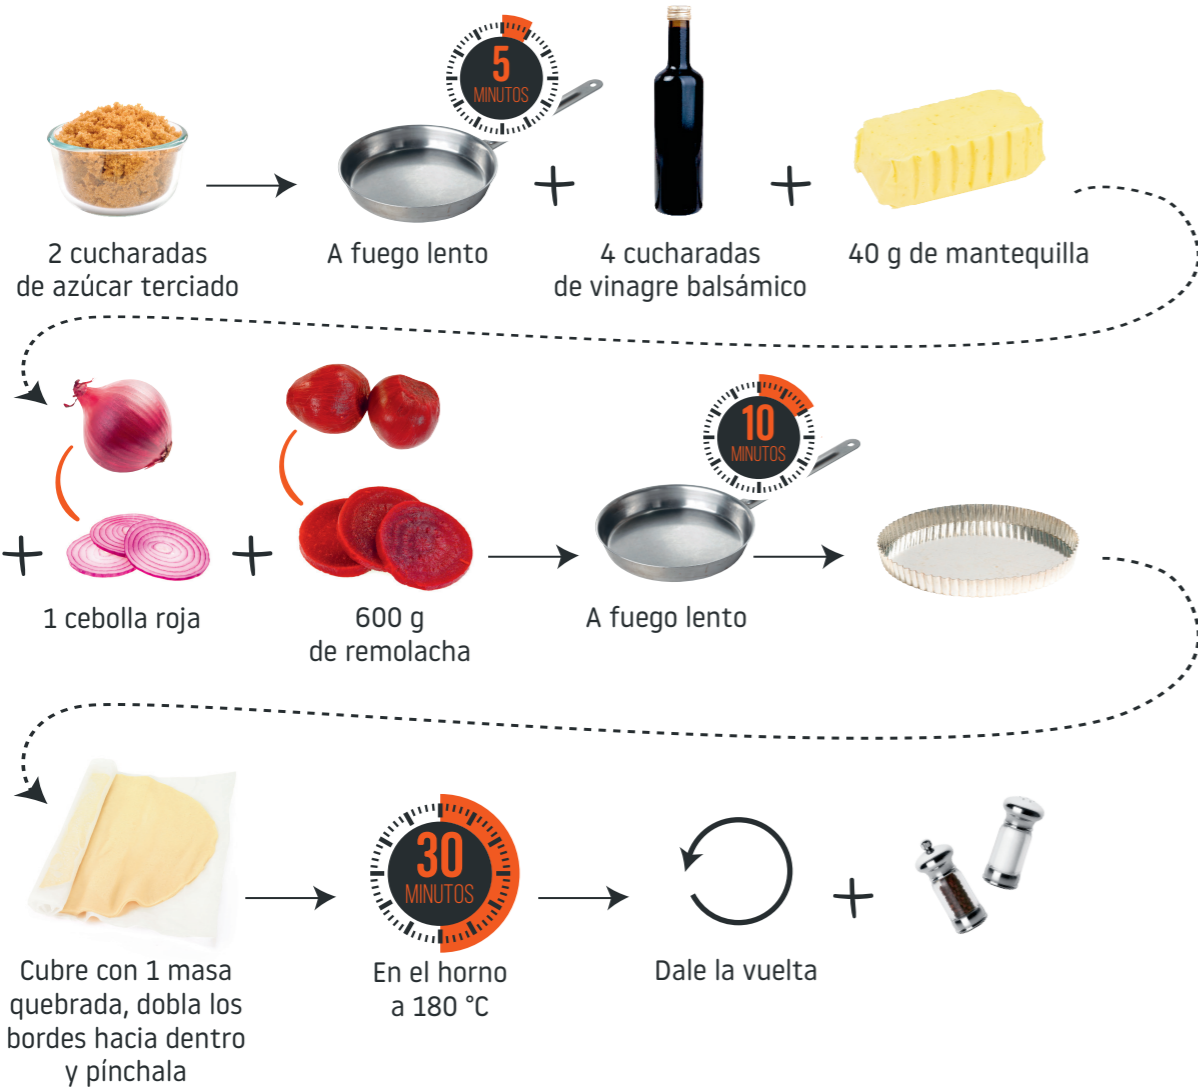 5
MINUTOS
2 cucharadas
de azúcar terciado
A fuego lento
4 cucharadas
de vinagre balsámico
40 g de mantequilla
10
MINUTOS
1 cebolla roja
600 g
de remolacha
A fuego lento
30
MINUTOS
Cubre con 1 masa
quebrada, dobla los
bordes hacia dentro
y pínchala
En el horno
a 180 °C
Dale la vuelta